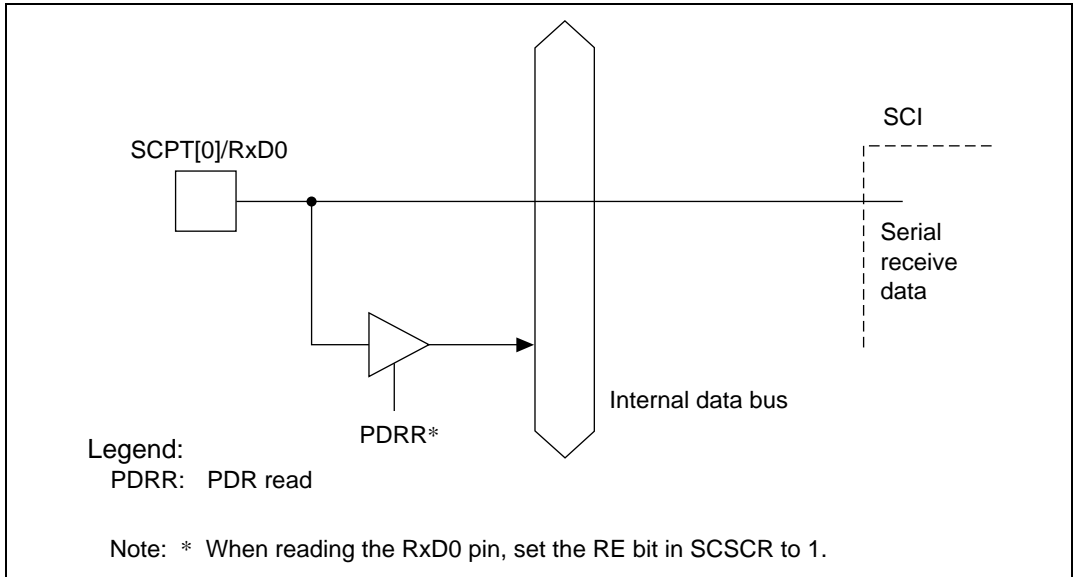 SCI
SCPT[0]/RxD0
Serial
receive
data
Internal data bus
PDRR*
Legend:
PDRR: PDR read
Note: * When reading the RxD0 pin, set the RE bit in SCSCR to 1.